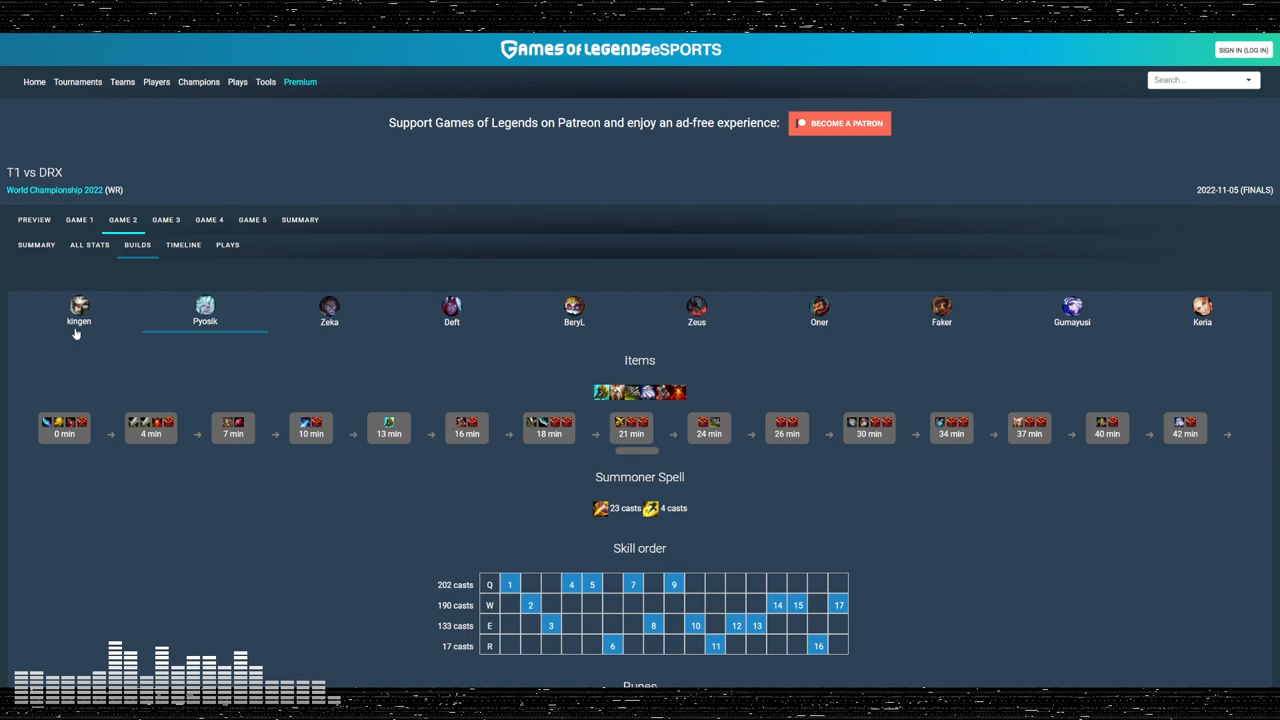 GAMES OF LEGENDS eSPORTS
SIGN IN (LOG IN)
Home Tournaments Teams Players Champions Plays Tools Premium
Search...
Support Games of Legends on Patreon and enjoy an ad-free experience: BECOME A PATRON
T1 vs DRX
World Championship 2022 (WR)
2022-11-05 (FINALS)
PREVIEW GAME 1 GAME 2 GAME 3 GAME 4 GAME 5 SUMMARY
SUMMARY ALL STATS BUILDS TIMELINE PLAYS
kingen Pyosik Zeka Deft BeryL Zeus Oner Faker Gumayusi Keria
Items
0 min 4 min 7 min 10 min 13 min 16 min 18 min 21 min 24 min 26 min 30 min 34 min 37 min 40 min 42 min
Summoner Spell
23 casts 4 casts
Skill order
202 casts Q 1 4 5 7 9
190 casts W 2 14 15 17
133 casts E 3 8 10 12 13
17 casts R 6 11 16
Runes